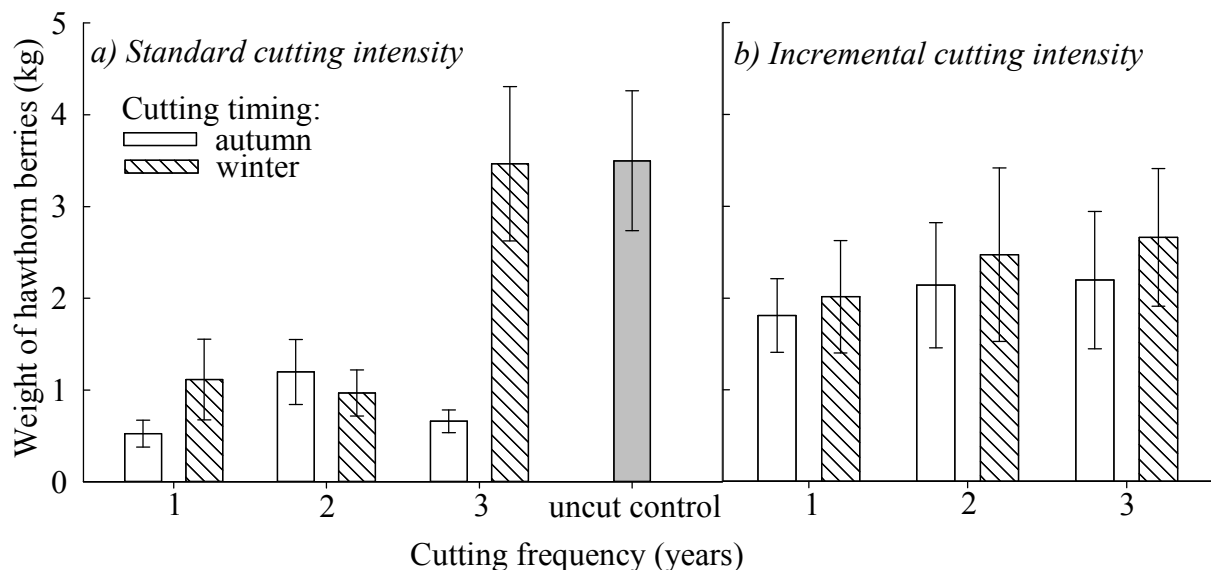 Weight of hawthorn berries (kg)
5
4
3
2
1
0
a) Standard cutting intensity
Cutting timing:
autumn
winter
1 2 3 uncut control
b) Incremental cutting intensity
1 2 3
Cutting frequency (years)